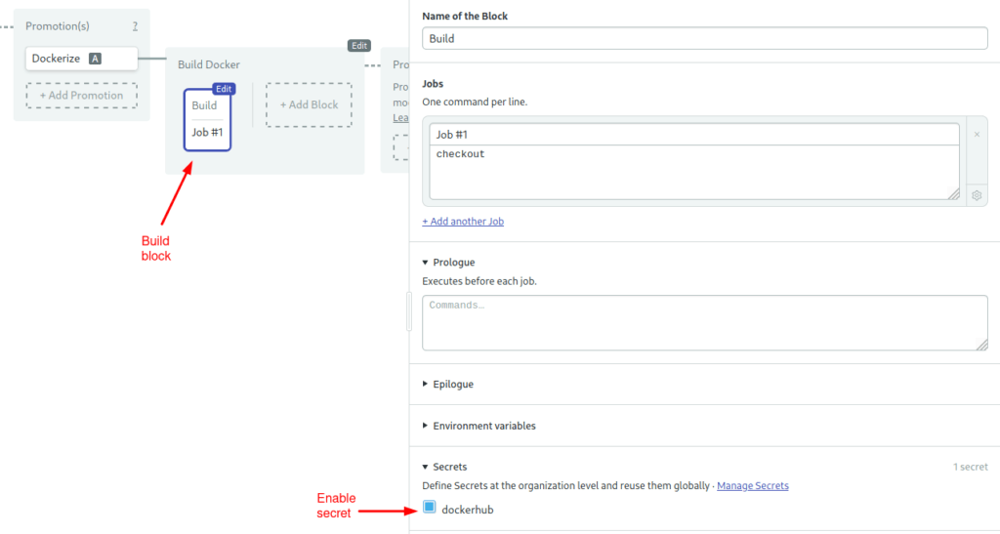 Promotion(s) ?
Dockerize A
+ Add Promotion
Edit
Build Docker
Edit
Build
Job #1
+ Add Block
Pro
Pro
mo
Lea
Build
block
Name of the Block
Build
Jobs
One command per line.
Job #1
×
checkout
+ Add another Job
▾ Prologue
Executes before each job.
Commands…
▸ Epilogue
▸ Environment variables
▾ Secrets 1 secret
Define Secrets at the organization level and reuse them globally · Manage Secrets
dockerhub
Enable
secret